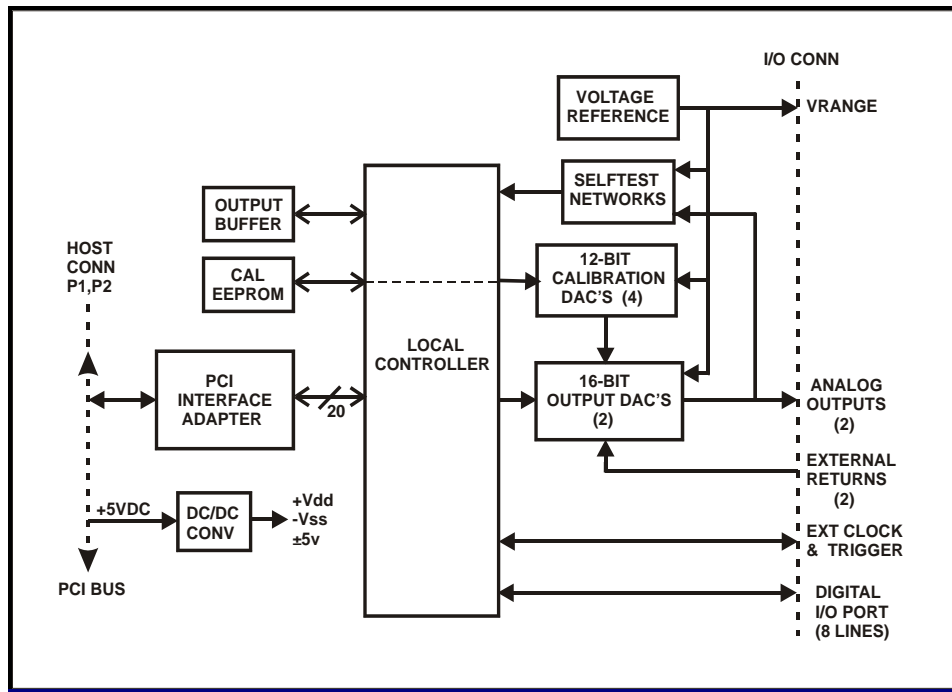 I/O CONN
VOLTAGE
REFERENCE
VRANGE
SELFTEST
NETWORKS
OUTPUT
BUFFER
HOST
CONN
P1,P2
CAL
EEPROM
12-BIT
CALIBRATION
DAC'S (4)
LOCAL
CONTROLLER
PCI
INTERFACE
ADAPTER
20
16-BIT
OUTPUT DAC'S
(2)
ANALOG
OUTPUTS
(2)
EXTERNAL
RETURNS
(2)
+5VDC
DC/DC
CONV
+Vdd
-Vss
±5v
EXT CLOCK
& TRIGGER
PCI BUS
DIGITAL
I/O PORT
(8 LINES)